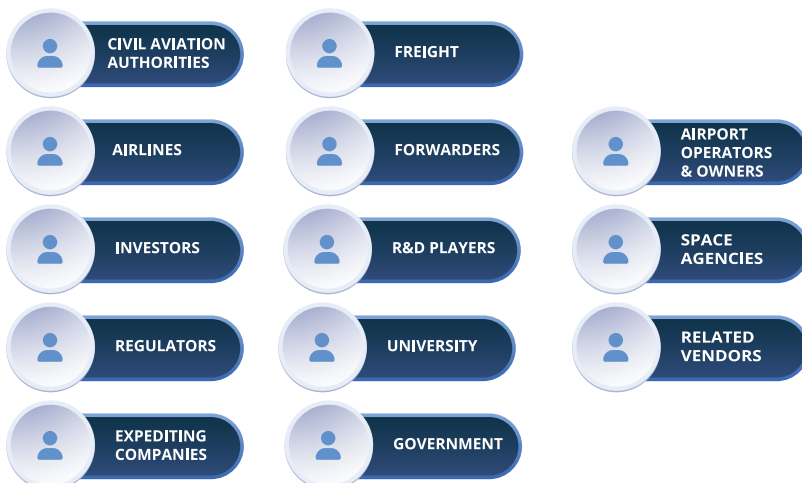 CIVIL AVIATION
AUTHORITIES
AIRLINES
INVESTORS
REGULATORS
EXPEDITING
COMPANIES
FREIGHT
FORWARDERS
R&D PLAYERS
UNIVERSITY
GOVERNMENT
AIRPORT
OPERATORS
& OWNERS
SPACE
AGENCIES
RELATED
VENDORS